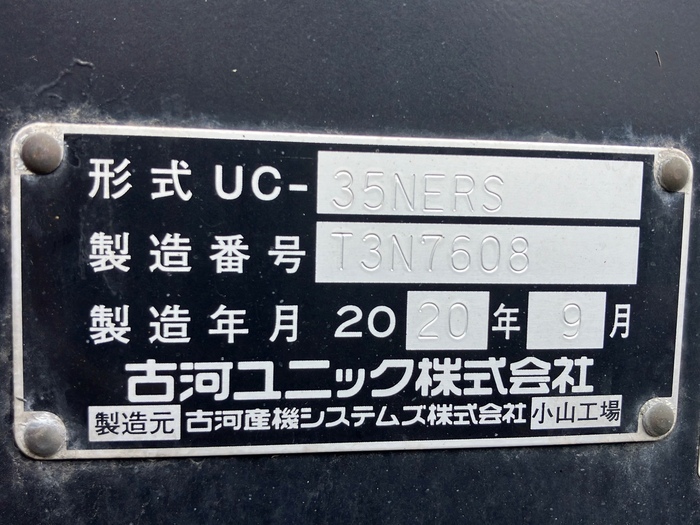 形式 UC-35NERS
製造番号 T3N7608
製造年月 2020年9月
古河ユニック株式会社
製造元 古河産機システムズ株式会社 小山工場